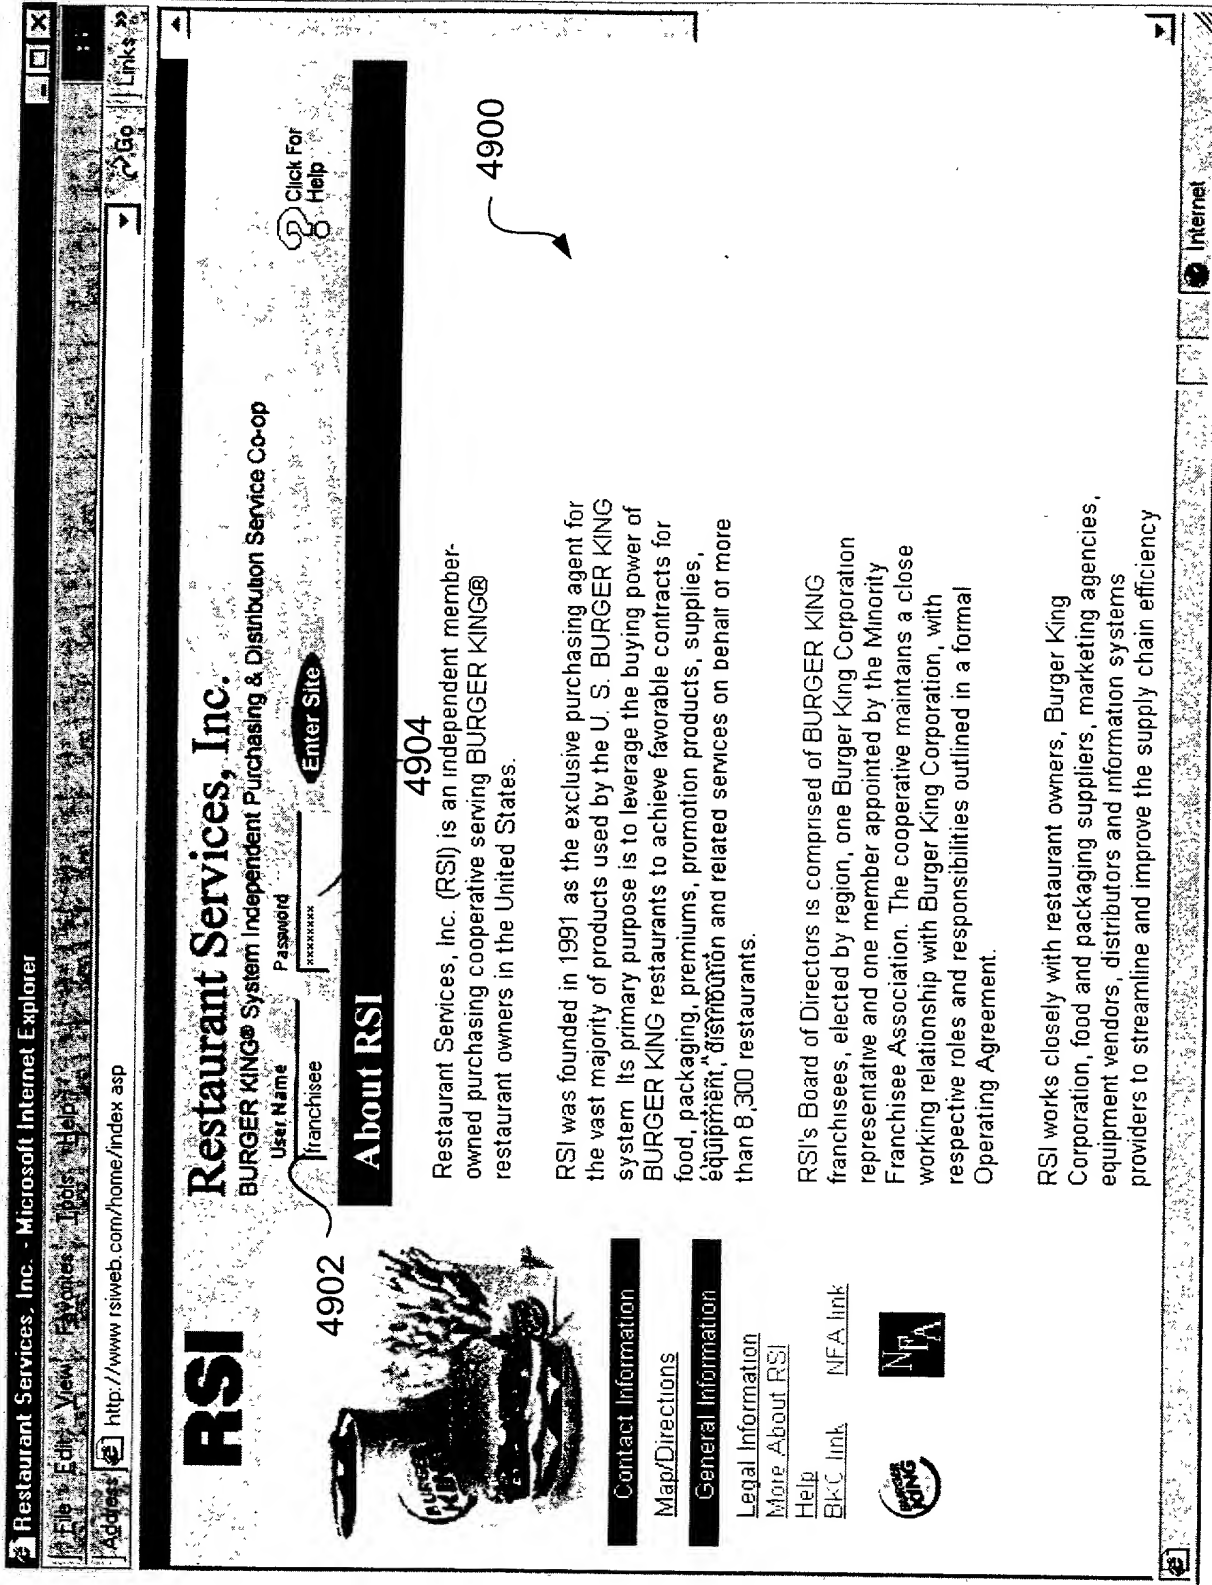 Restaurant Services, Inc. - Microsoft Internet Explorer
File Edit View Favorites Tools Help
Address http://www rsiweb.com/home/index asp Go Links »
RSI
Restaurant Services, Inc.
BURGER KING® System Independent Purchasing & Distribution Service Co-op
User Name Password
franchisee xxxxxxxx Enter Site
Click For
Help
4902
About RSI
4904
4900
BURGER
KING
Contact Information
Map/Directions
General Information
Legal Information
More About RSI
Help
BKC link NFA link
BURGER
KING
NFA
Restaurant Services, Inc. (RSI) is an independent member-
owned purchasing cooperative serving BURGER KING®
restaurant owners in the United States.
RSI was founded in 1991 as the exclusive purchasing agent for
the vast majority of products used by the U. S. BURGER KING
system Its primary purpose is to leverage the buying power of
BURGER KING restaurants to achieve favorable contracts for
food, packaging, premiums, promotion products, supplies,
equipment, distribution and related services on behalf of more
than 8,300 restaurants.
RSI's Board of Directors is comprised of BURGER KING
franchisees, elected by region, one Burger King Corporation
representative and one member appointed by the Minority
Franchisee Association. The cooperative maintains a close
working relationship with Burger King Corporation, with
respective roles and responsibilities outlined in a formal
Operating Agreement.
RSI works closely with restaurant owners, Burger King
Corporation, food and packaging suppliers, marketing agencies,
equipment vendors, distributors and information systems
providers to streamline and improve the supply chain efficiency
Internet